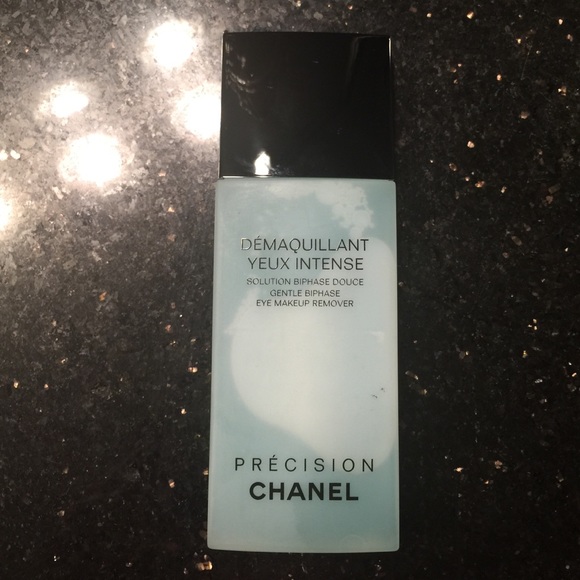 DÉMAQUILLANT
YEUX INTENSE
SOLUTION BIPHASE DOUCE
GENTLE BIPHASE
EYE MAKEUP REMOVER
PRÉCISION
CHANEL